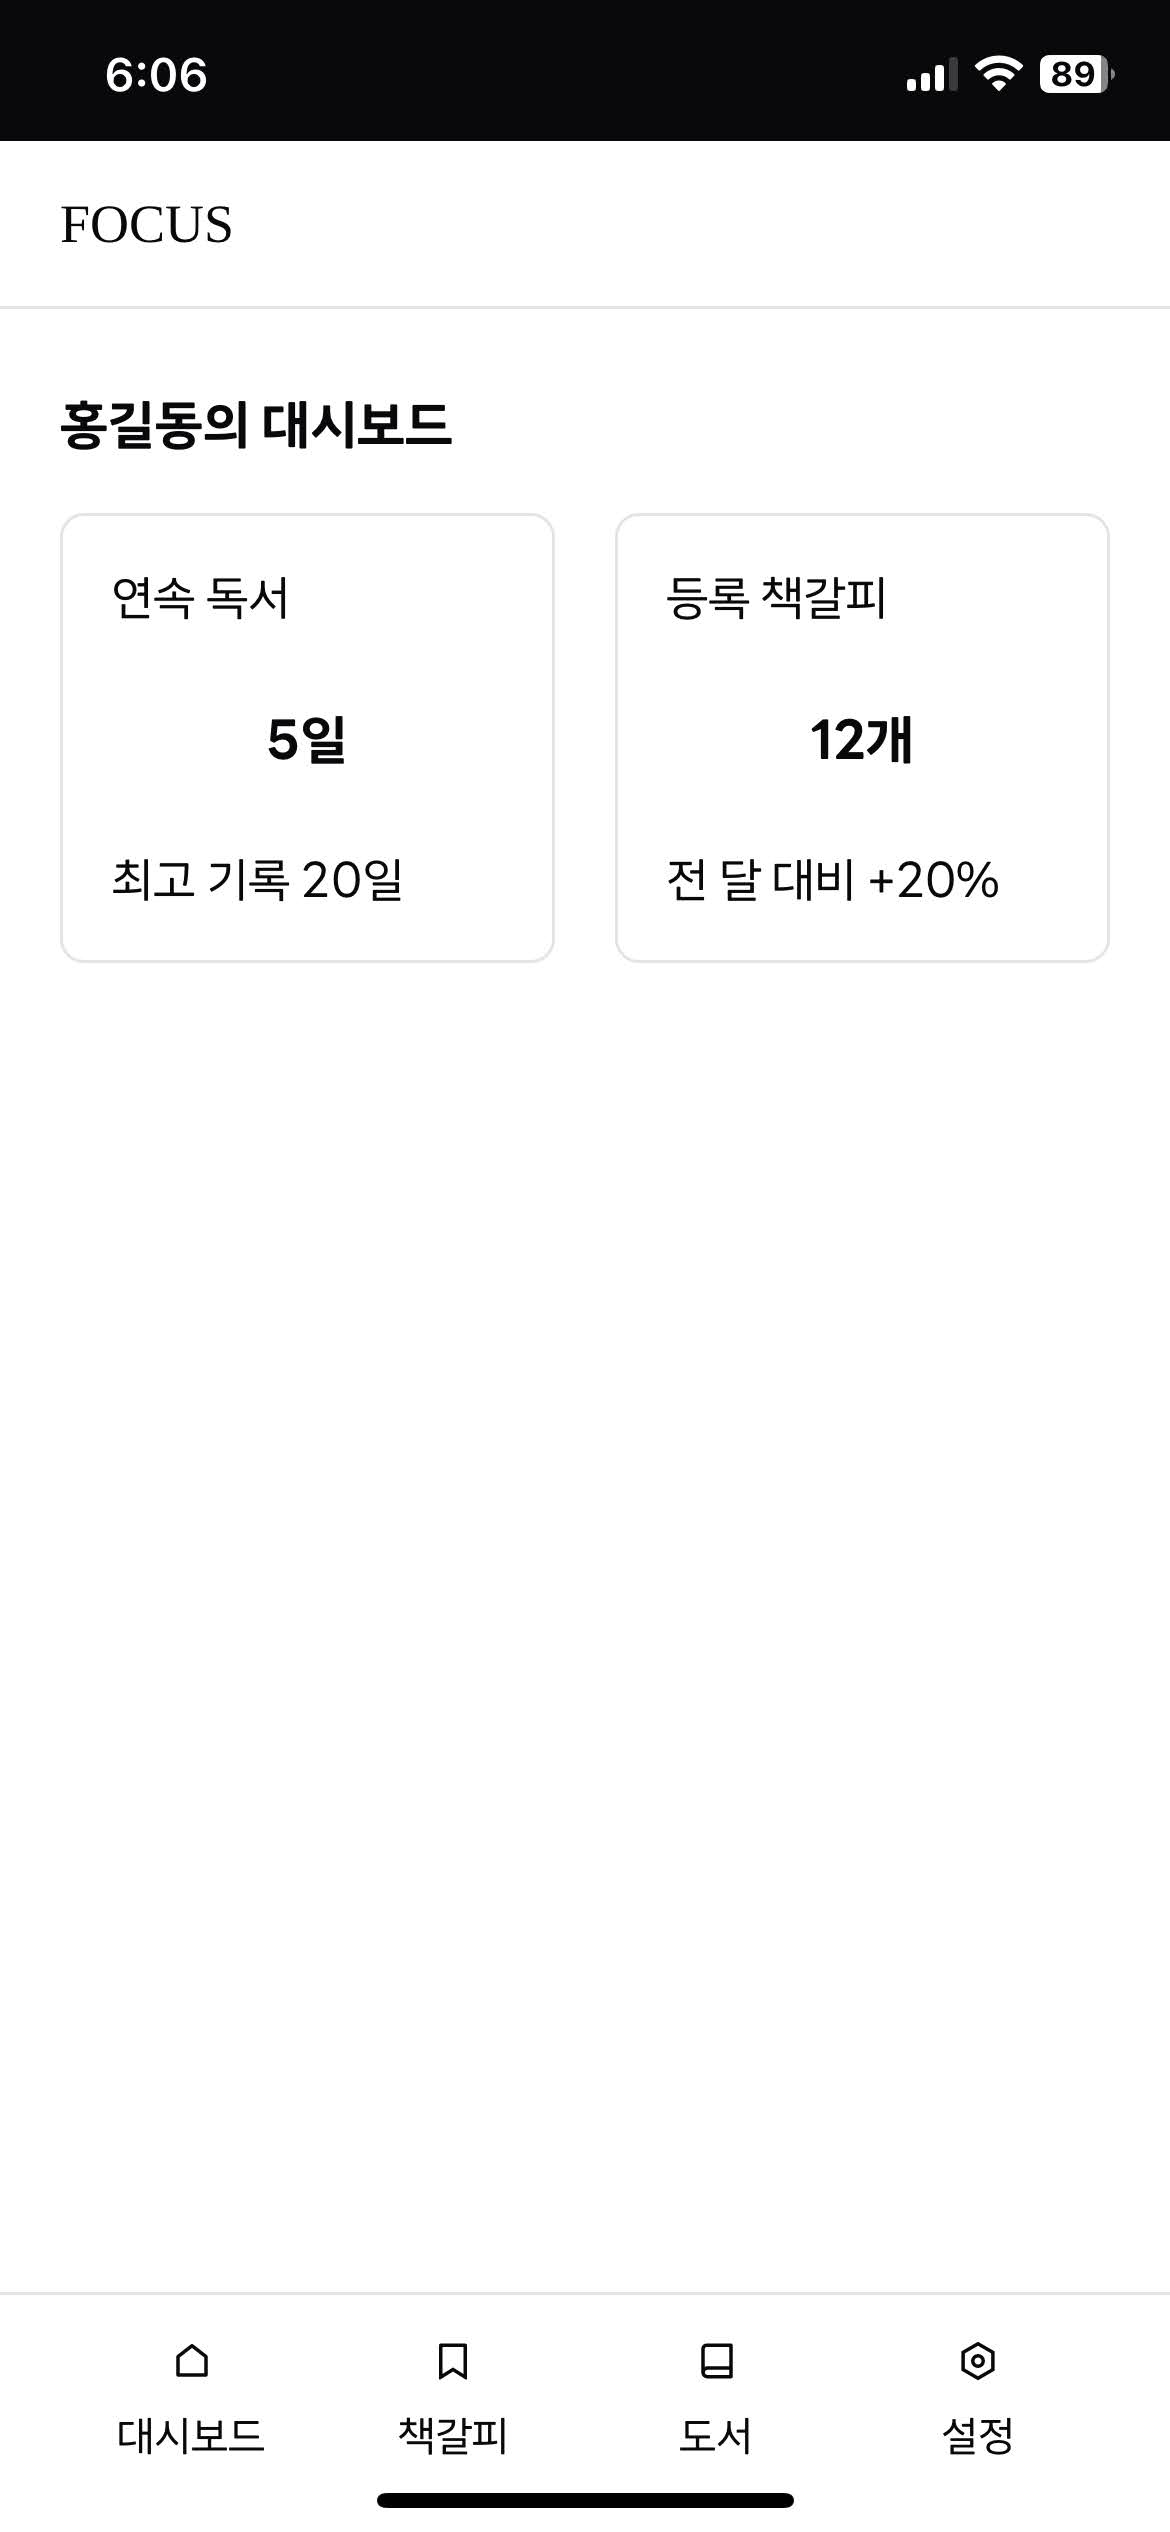 6:06
89
FOCUS
홍길동의 대시보드
연속 독서
5일
최고 기록 20일
등록 책갈피
12개
전 달 대비 +20%
대시보드
책갈피
도서
설정